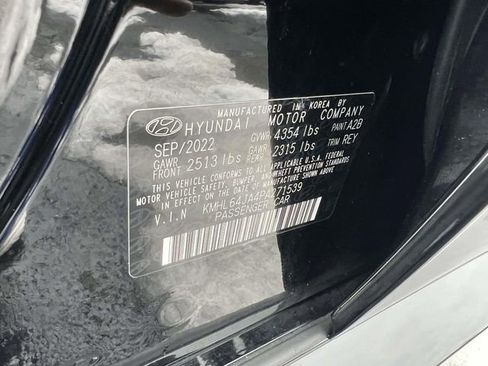 MANUFACTURED IN KOREA BY
HYUNDAI MOTOR COMPANY
SEP/2022 GVWR 4354 lbs PAINT A2B
GAWR FRONT 2513 lbs GAWR REAR 2315 lbs TRIM REY
THIS VEHICLE CONFORMS TO ALL APPLICABLE U.S.A. FEDERAL
MOTOR VEHICLE SAFETY, BUMPER, AND THEFT PREVENTION STANDARDS
IN EFFECT ON THE DATE OF MANUFACTURE SHOWN ABOVE.
V.I.N
PASSENGER CAR